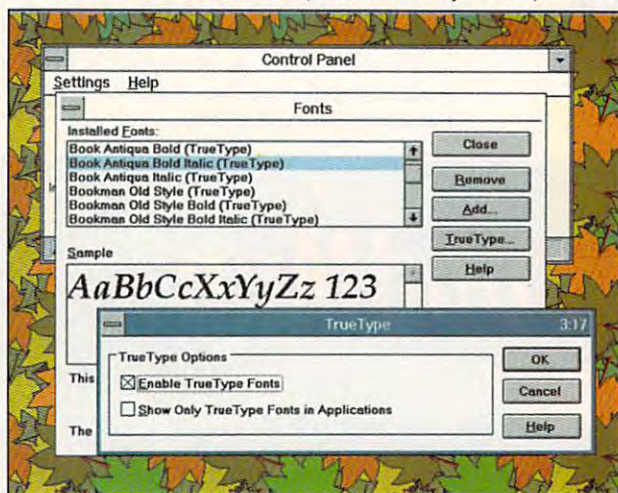 Control Panel
Settings Help
Fonts
Installed Fonts:
Book Antiqua Bold (TrueType)
Book Antiqua Bold Italic (TrueType)
Book Antiqua Italic (TrueType)
Bookman Old Style (TrueType)
Bookman Old Style Bold (TrueType)
Bookman Old Style Bold Italic (TrueType)
Close
Remove
Add...
TrueType...
Help
Sample
AaBbCcXxYyZz 123
TrueType 3:17
TrueType Options
Enable TrueType Fonts
Show Only TrueType Fonts in Applications
OK
Cancel
Help
This
The